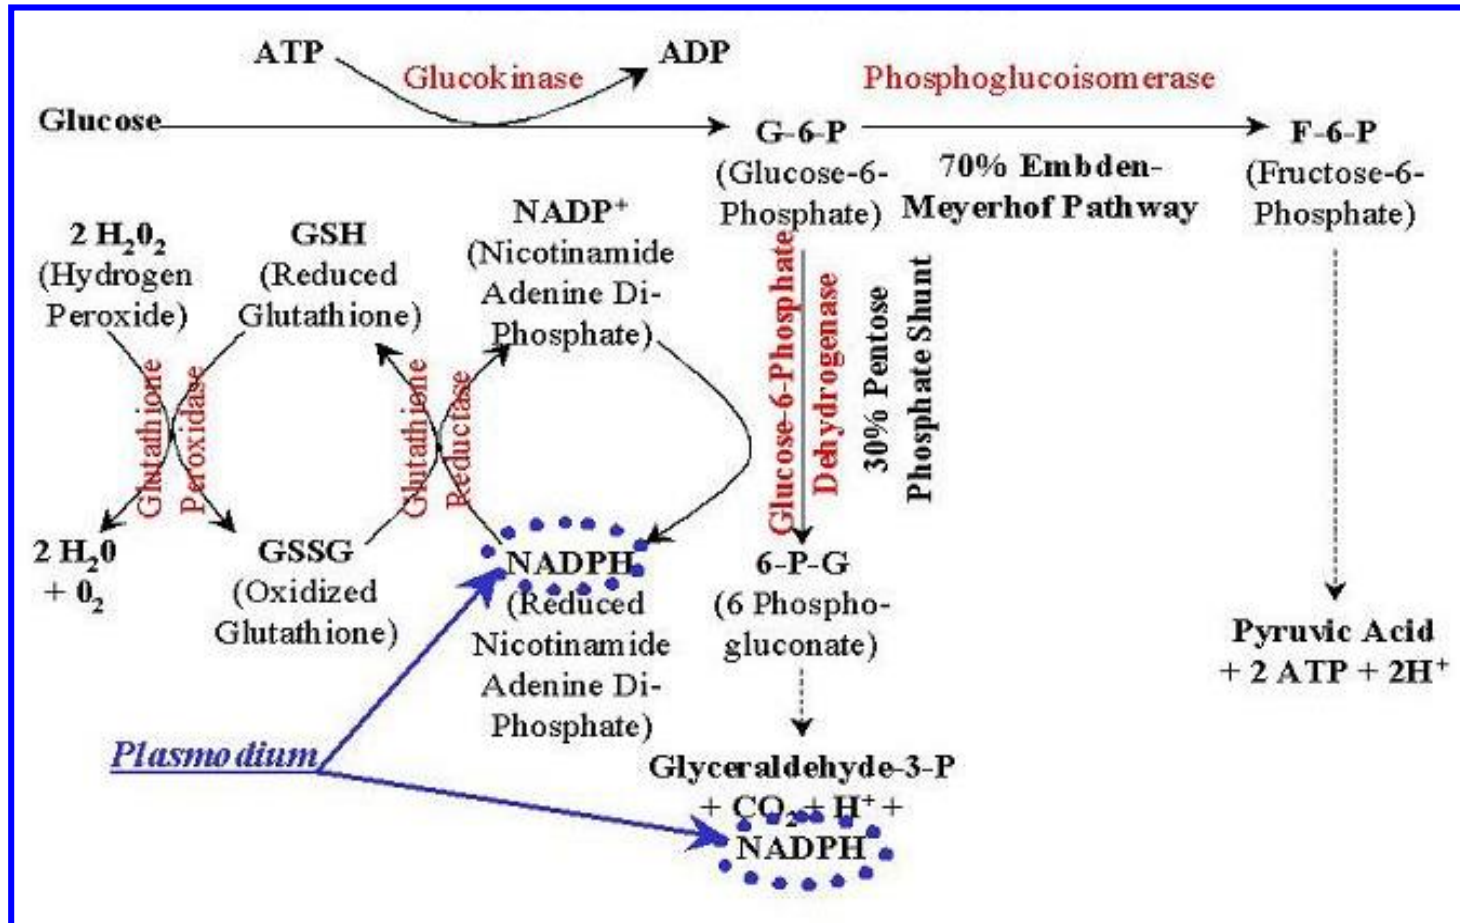 ATP
Glucokinase
ADP
Phosphoglucoisomerase
Glucose
G-6-P
(Glucose-6-
Phosphate)
70% Embden-
Meyerhof Pathway
F-6-P
(Fructose-6-
Phosphate)
2 H₂0₂
(Hydrogen
Peroxide)
GSH
(Reduced
Glutathione)
NADP⁺
(Nicotinamide
Adenine Di-
Phosphate)
Glutathione
Peroxidase
Glutathione
Reductase
Glucose-6-Phosphate
Dehydrogenase
30% Pentose
Phosphate Shunt
2 H₂0
+ 0₂
GSSG
(Oxidized
Glutathione)
NADPH
(Reduced
Nicotinamide
Adenine Di-
Phosphate)
6-P-G
(6 Phospho-
gluconate)
Pyruvic Acid
+ 2 ATP + 2H⁺
Plasmodium
Glyceraldehyde-3-P
+ CO₂ + H⁺ +
NADPH